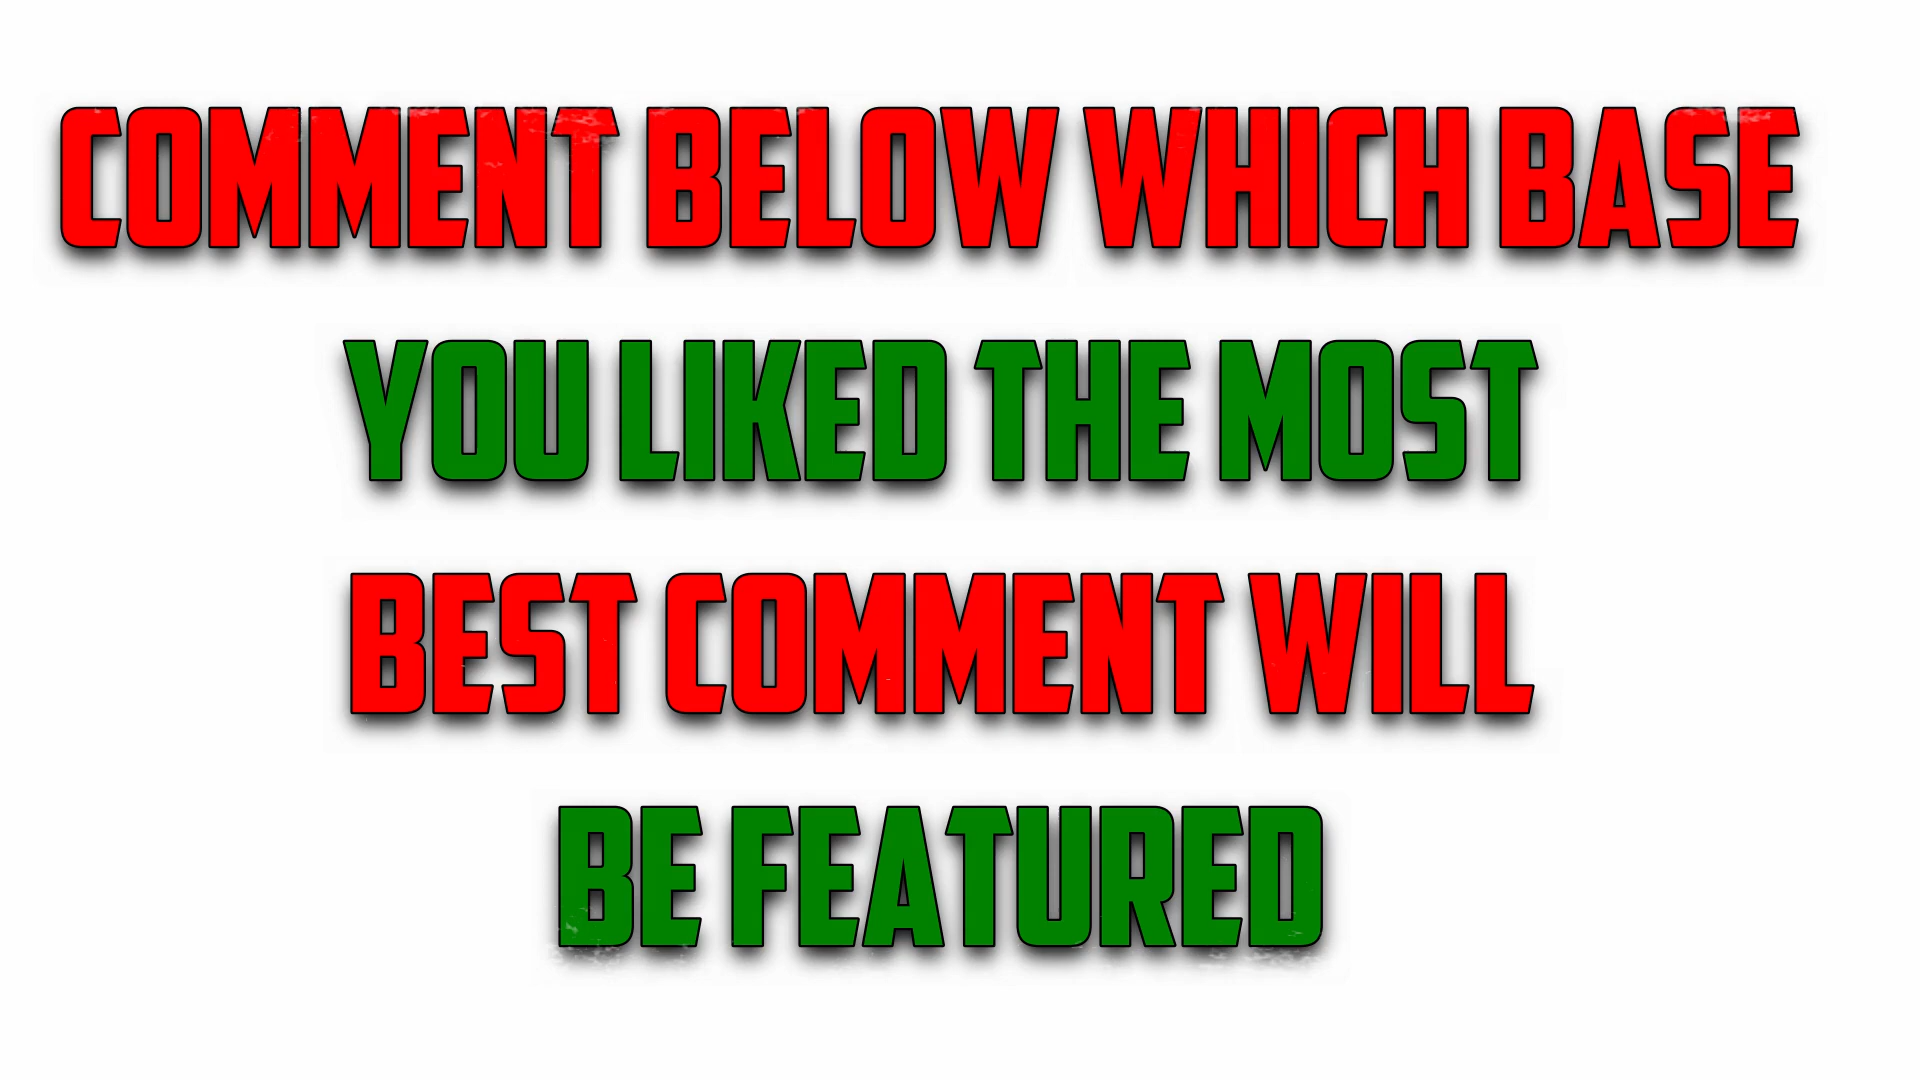 COMMENT BELOW WHICH BASE
YOU LIKED THE MOST
BEST COMMENT WILL
BE FEATURED